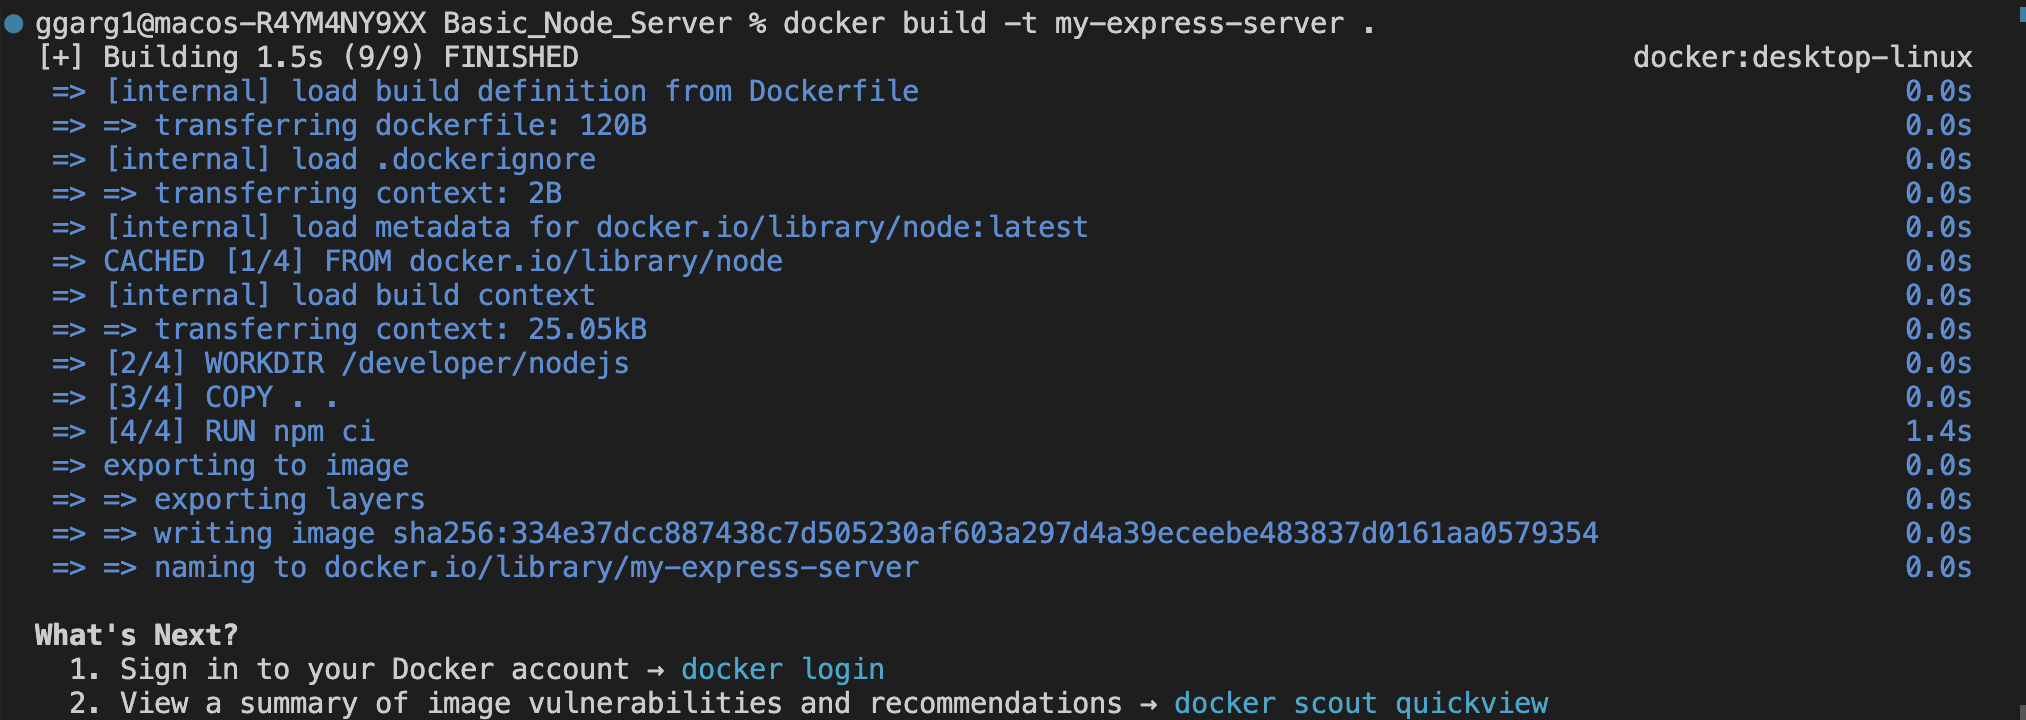 ggarg1@macos-R4YM4NY9XX Basic_Node_Server % docker build -t my-express-server .
[+] Building 1.5s (9/9) FINISHED docker:desktop-linux
=> [internal] load build definition from Dockerfile 0.0s
=> => transferring dockerfile: 120B 0.0s
=> [internal] load .dockerignore 0.0s
=> => transferring context: 2B 0.0s
=> [internal] load metadata for docker.io/library/node:latest 0.0s
=> CACHED [1/4] FROM docker.io/library/node 0.0s
=> [internal] load build context 0.0s
=> => transferring context: 25.05kB 0.0s
=> [2/4] WORKDIR /developer/nodejs 0.0s
=> [3/4] COPY . . 0.0s
=> [4/4] RUN npm ci 1.4s
=> exporting to image 0.0s
=> => exporting layers 0.0s
=> => writing image sha256:334e37dcc887438c7d505230af603a297d4a39eceebe483837d0161aa0579354 0.0s
=> => naming to docker.io/library/my-express-server 0.0s
What's Next?
1. Sign in to your Docker account → docker login
2. View a summary of image vulnerabilities and recommendations → docker scout quickview